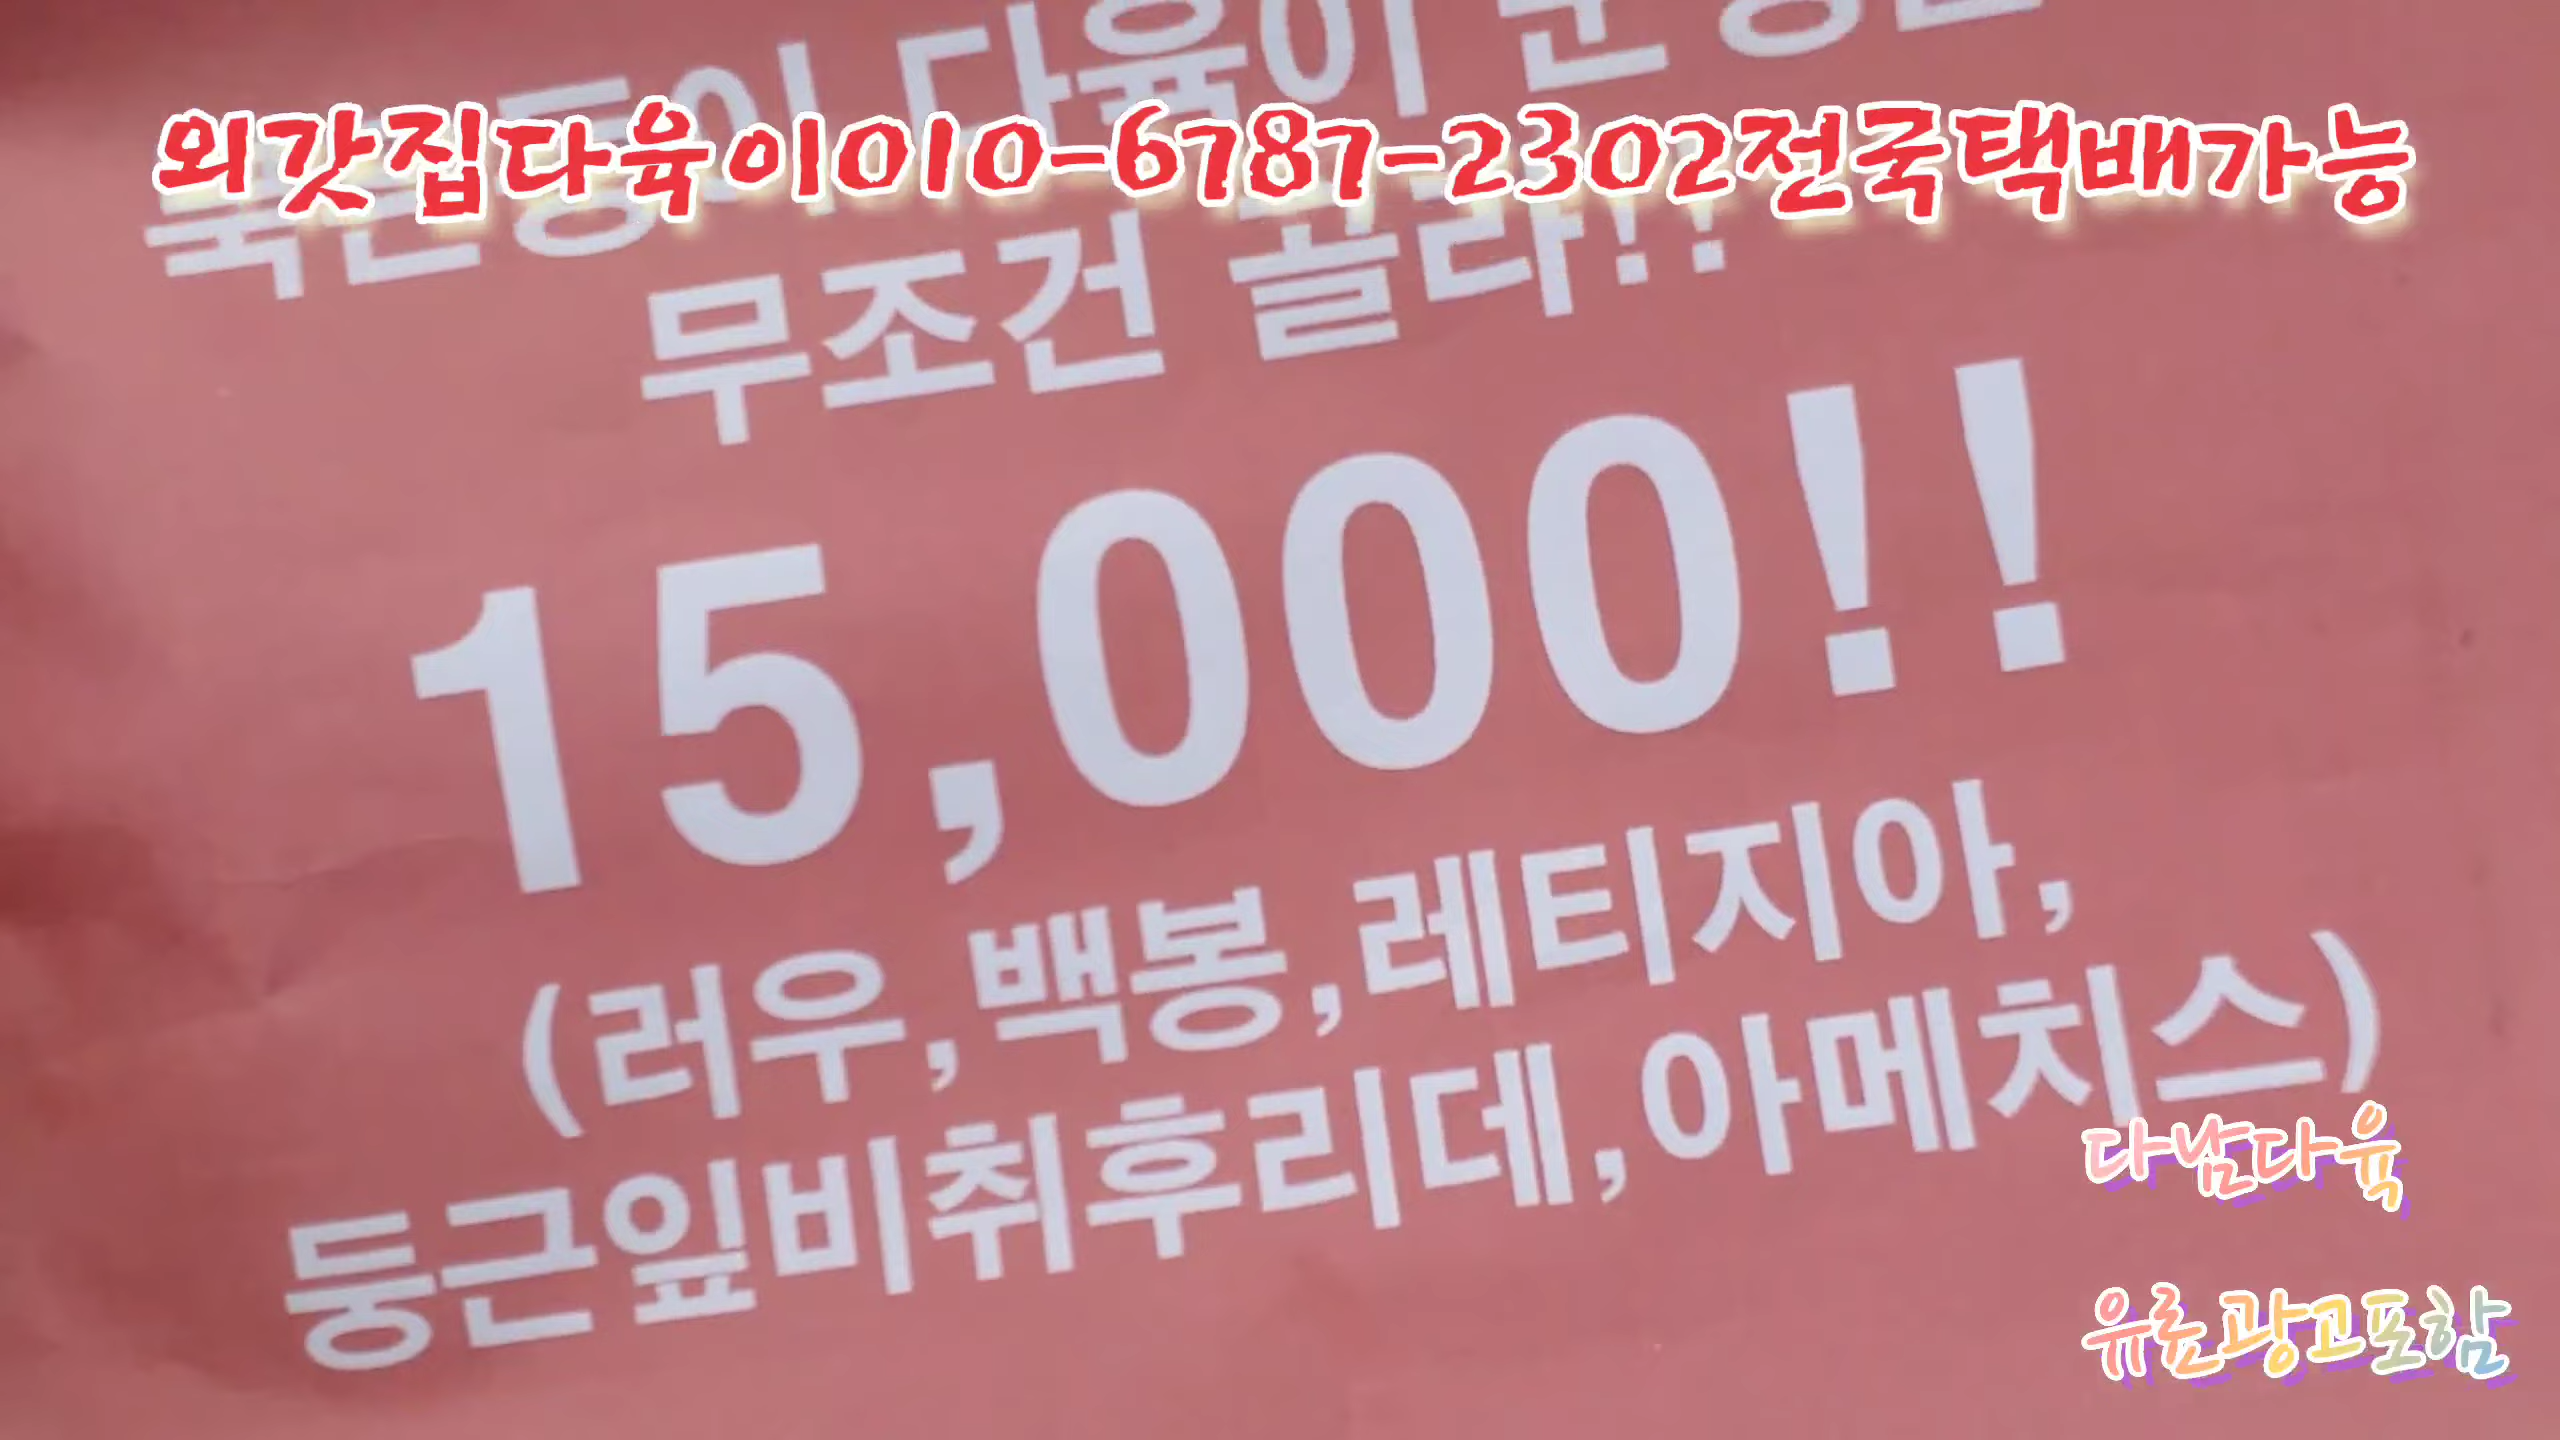 외갓집다육이010-6787-2302전국택배가능
다육이
무조건 골라!!
15,000!!
(러우,백봉,레티지아,
둥근잎비취후리데,아메치스)
다남다육
유료광고포함